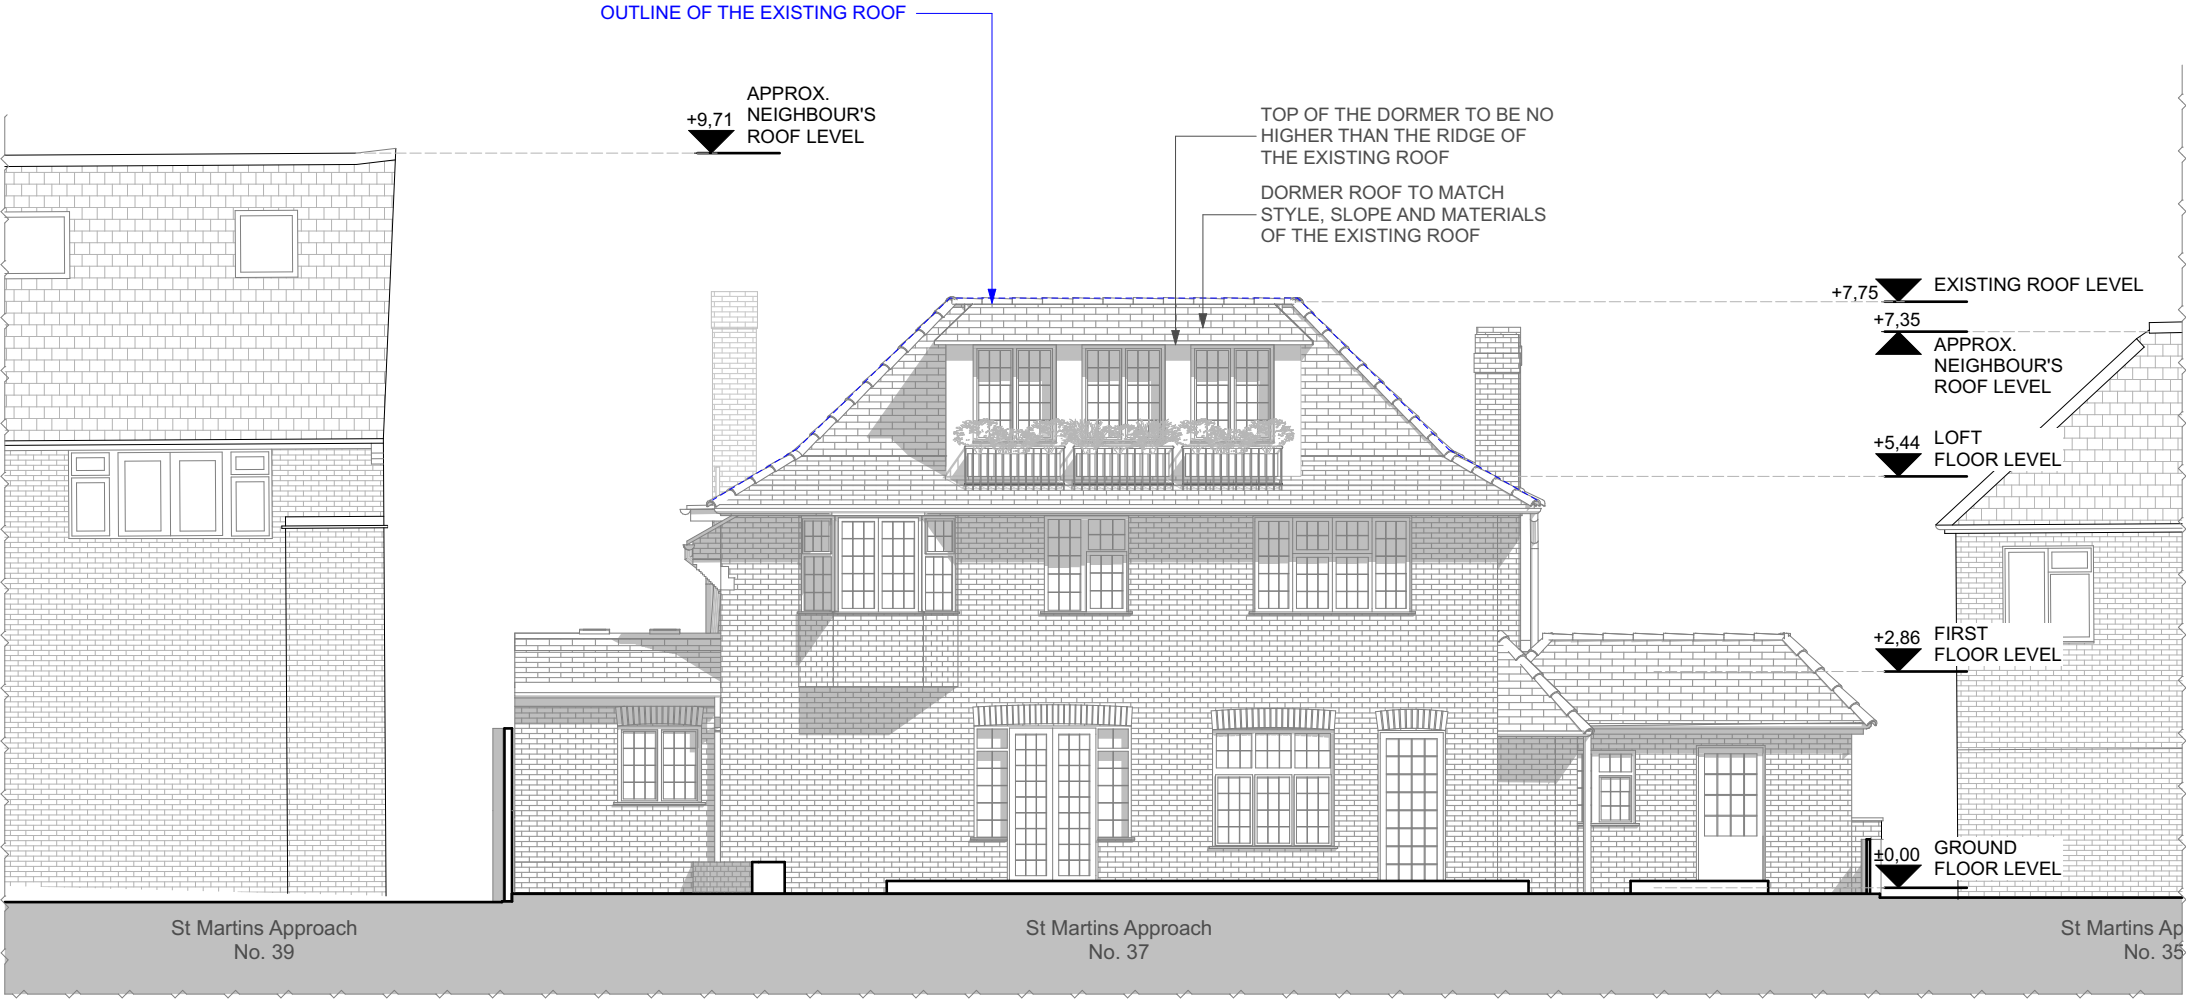 OUTLINE OF THE EXISTING ROOF
+9,71
APPROX.
NEIGHBOUR'S
ROOF LEVEL
TOP OF THE DORMER TO BE NO
HIGHER THAN THE RIDGE OF
THE EXISTING ROOF
DORMER ROOF TO MATCH
STYLE, SLOPE AND MATERIALS
OF THE EXISTING ROOF
+7,75
EXISTING ROOF LEVEL
+7,35
APPROX.
NEIGHBOUR'S
ROOF LEVEL
+5,44
LOFT
FLOOR LEVEL
+2,86
FIRST
FLOOR LEVEL
±0,00
GROUND
FLOOR LEVEL
St Martins Approach
No. 39
St Martins Approach
No. 37
St Martins Ap
No. 35